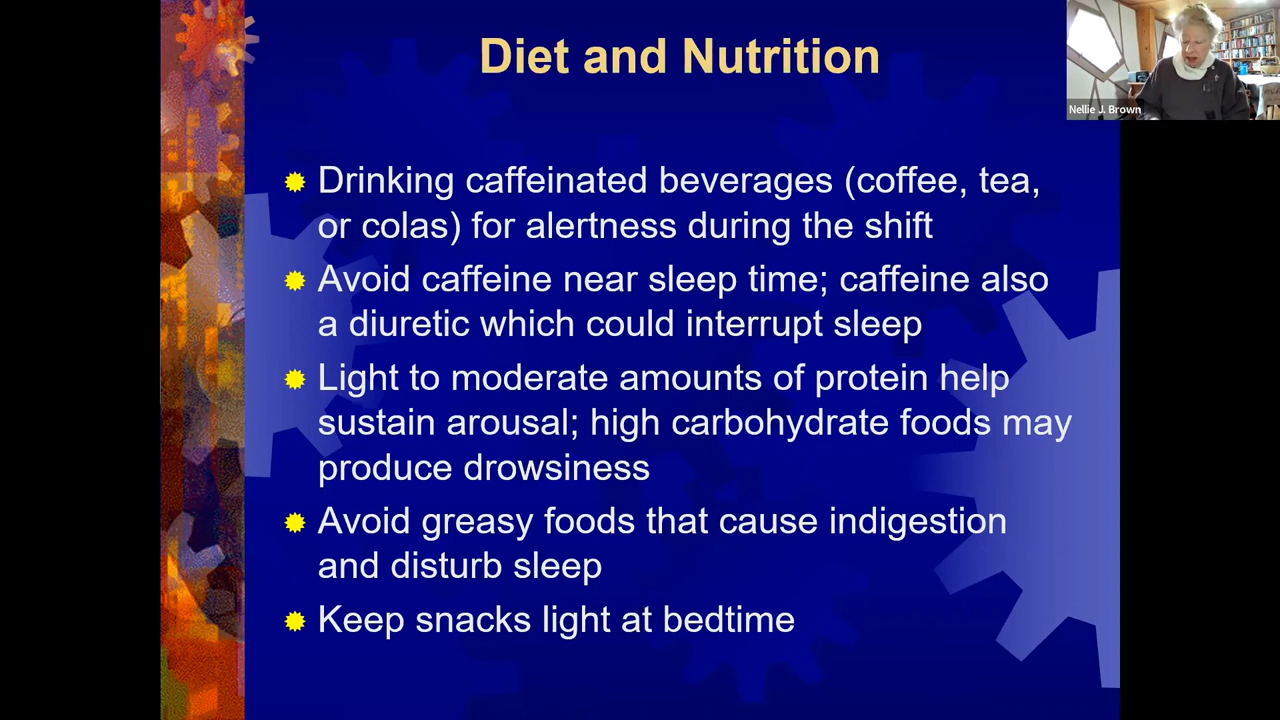 Diet and Nutrition
Nellie J. Brown
Drinking caffeinated beverages (coffee, tea,
or colas) for alertness during the shift
Avoid caffeine near sleep time; caffeine also
a diuretic which could interrupt sleep
Light to moderate amounts of protein help
sustain arousal; high carbohydrate foods may
produce drowsiness
Avoid greasy foods that cause indigestion
and disturb sleep
Keep snacks light at bedtime